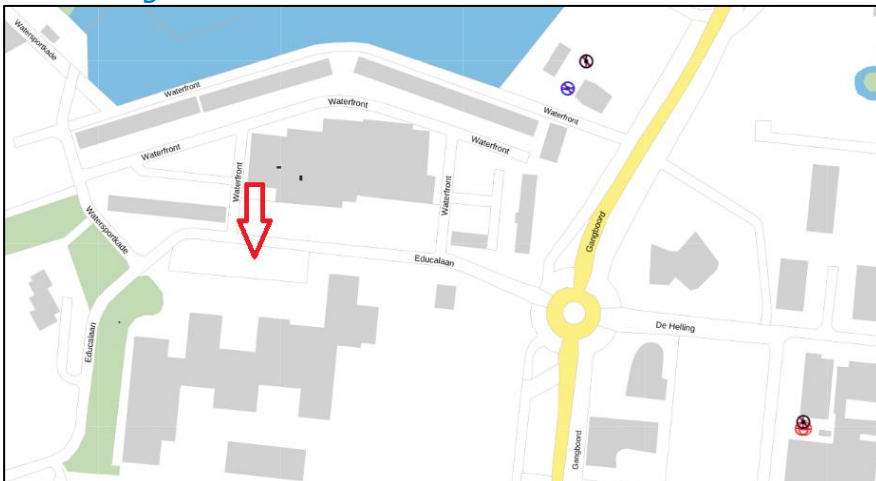 Watersportkade
Waterfront
Waterfront
Waterfront
Waterfront
Waterfront
Waterfront
Waterfront
Watersportkade
Gangboord
Educalaan
De Helling
Educalaan
Gangboord